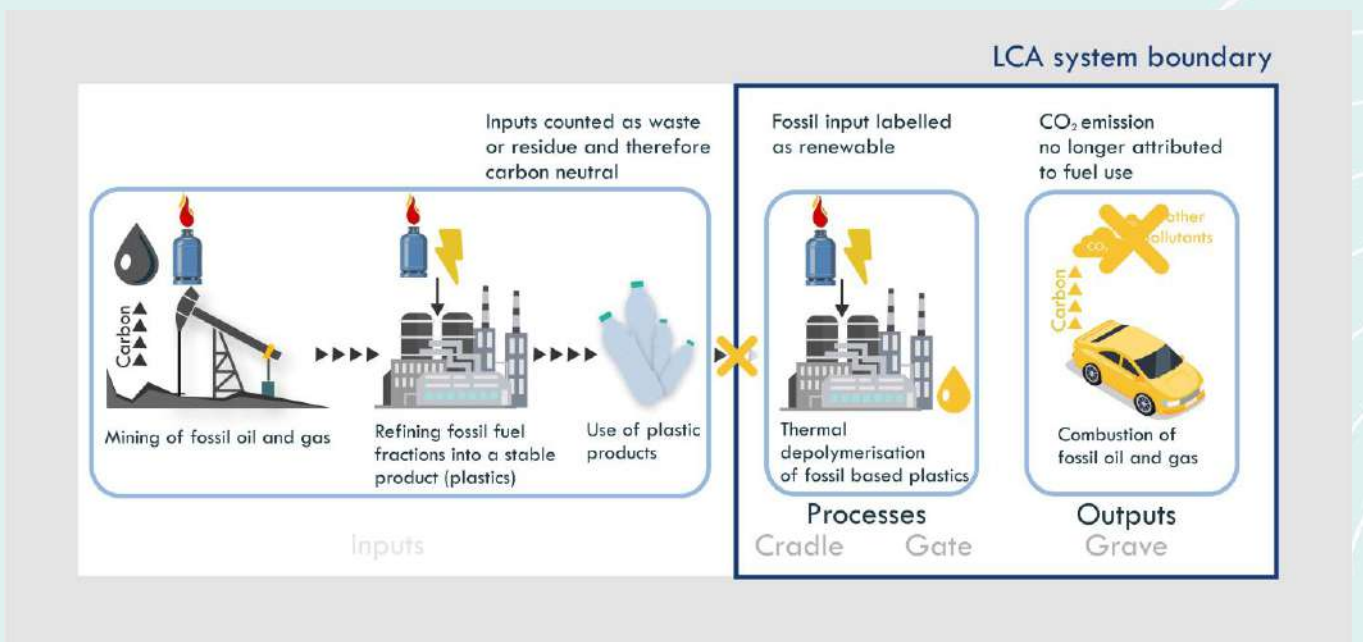 LCA system boundary
Inputs counted as waste
or residue and therefore
carbon neutral
Fossil input labelled
as renewable
CO₂ emission
no longer attributed
to fuel use
Carbon
Mining of fossil oil and gas
Refining fossil fuel
fractions into a stable
product (plastics)
Use of plastic
products
Thermal
depolymerisation
of fossil based plastics
CO₂
other
Carbon
Combustion of
fossil oil and gas
Inputs
Processes
Cradle
Gate
Outputs
Grave